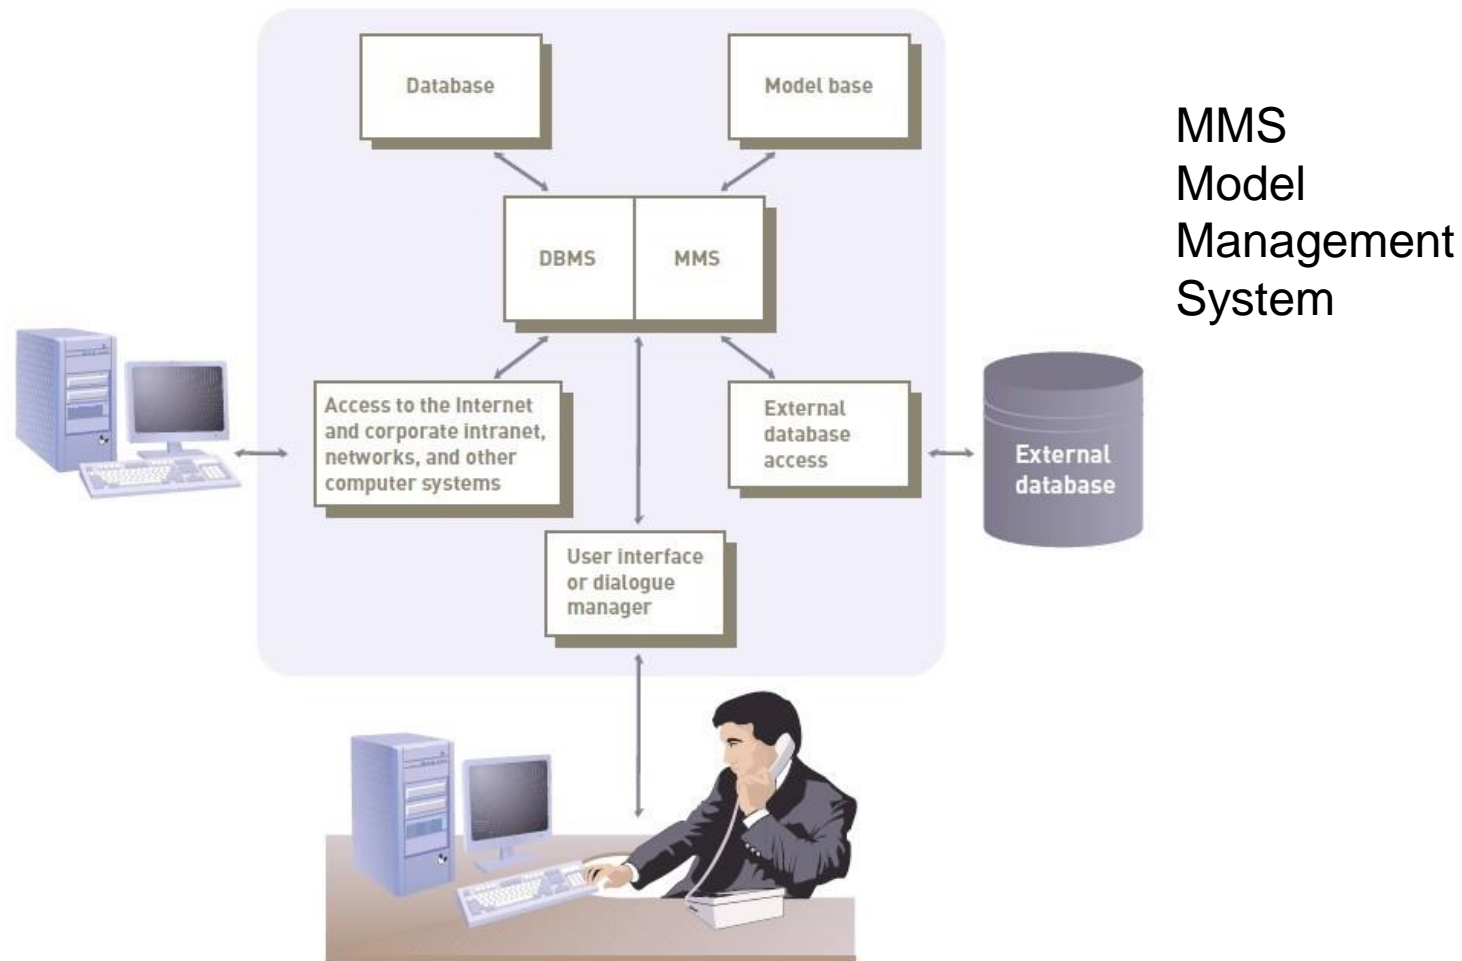 Database
Model base
MMS
Model
Management
System
DBMS
MMS
Access to the Internet
and corporate intranet,
networks, and other
computer systems
External
database
access
External
database
User interface
or dialogue
manager